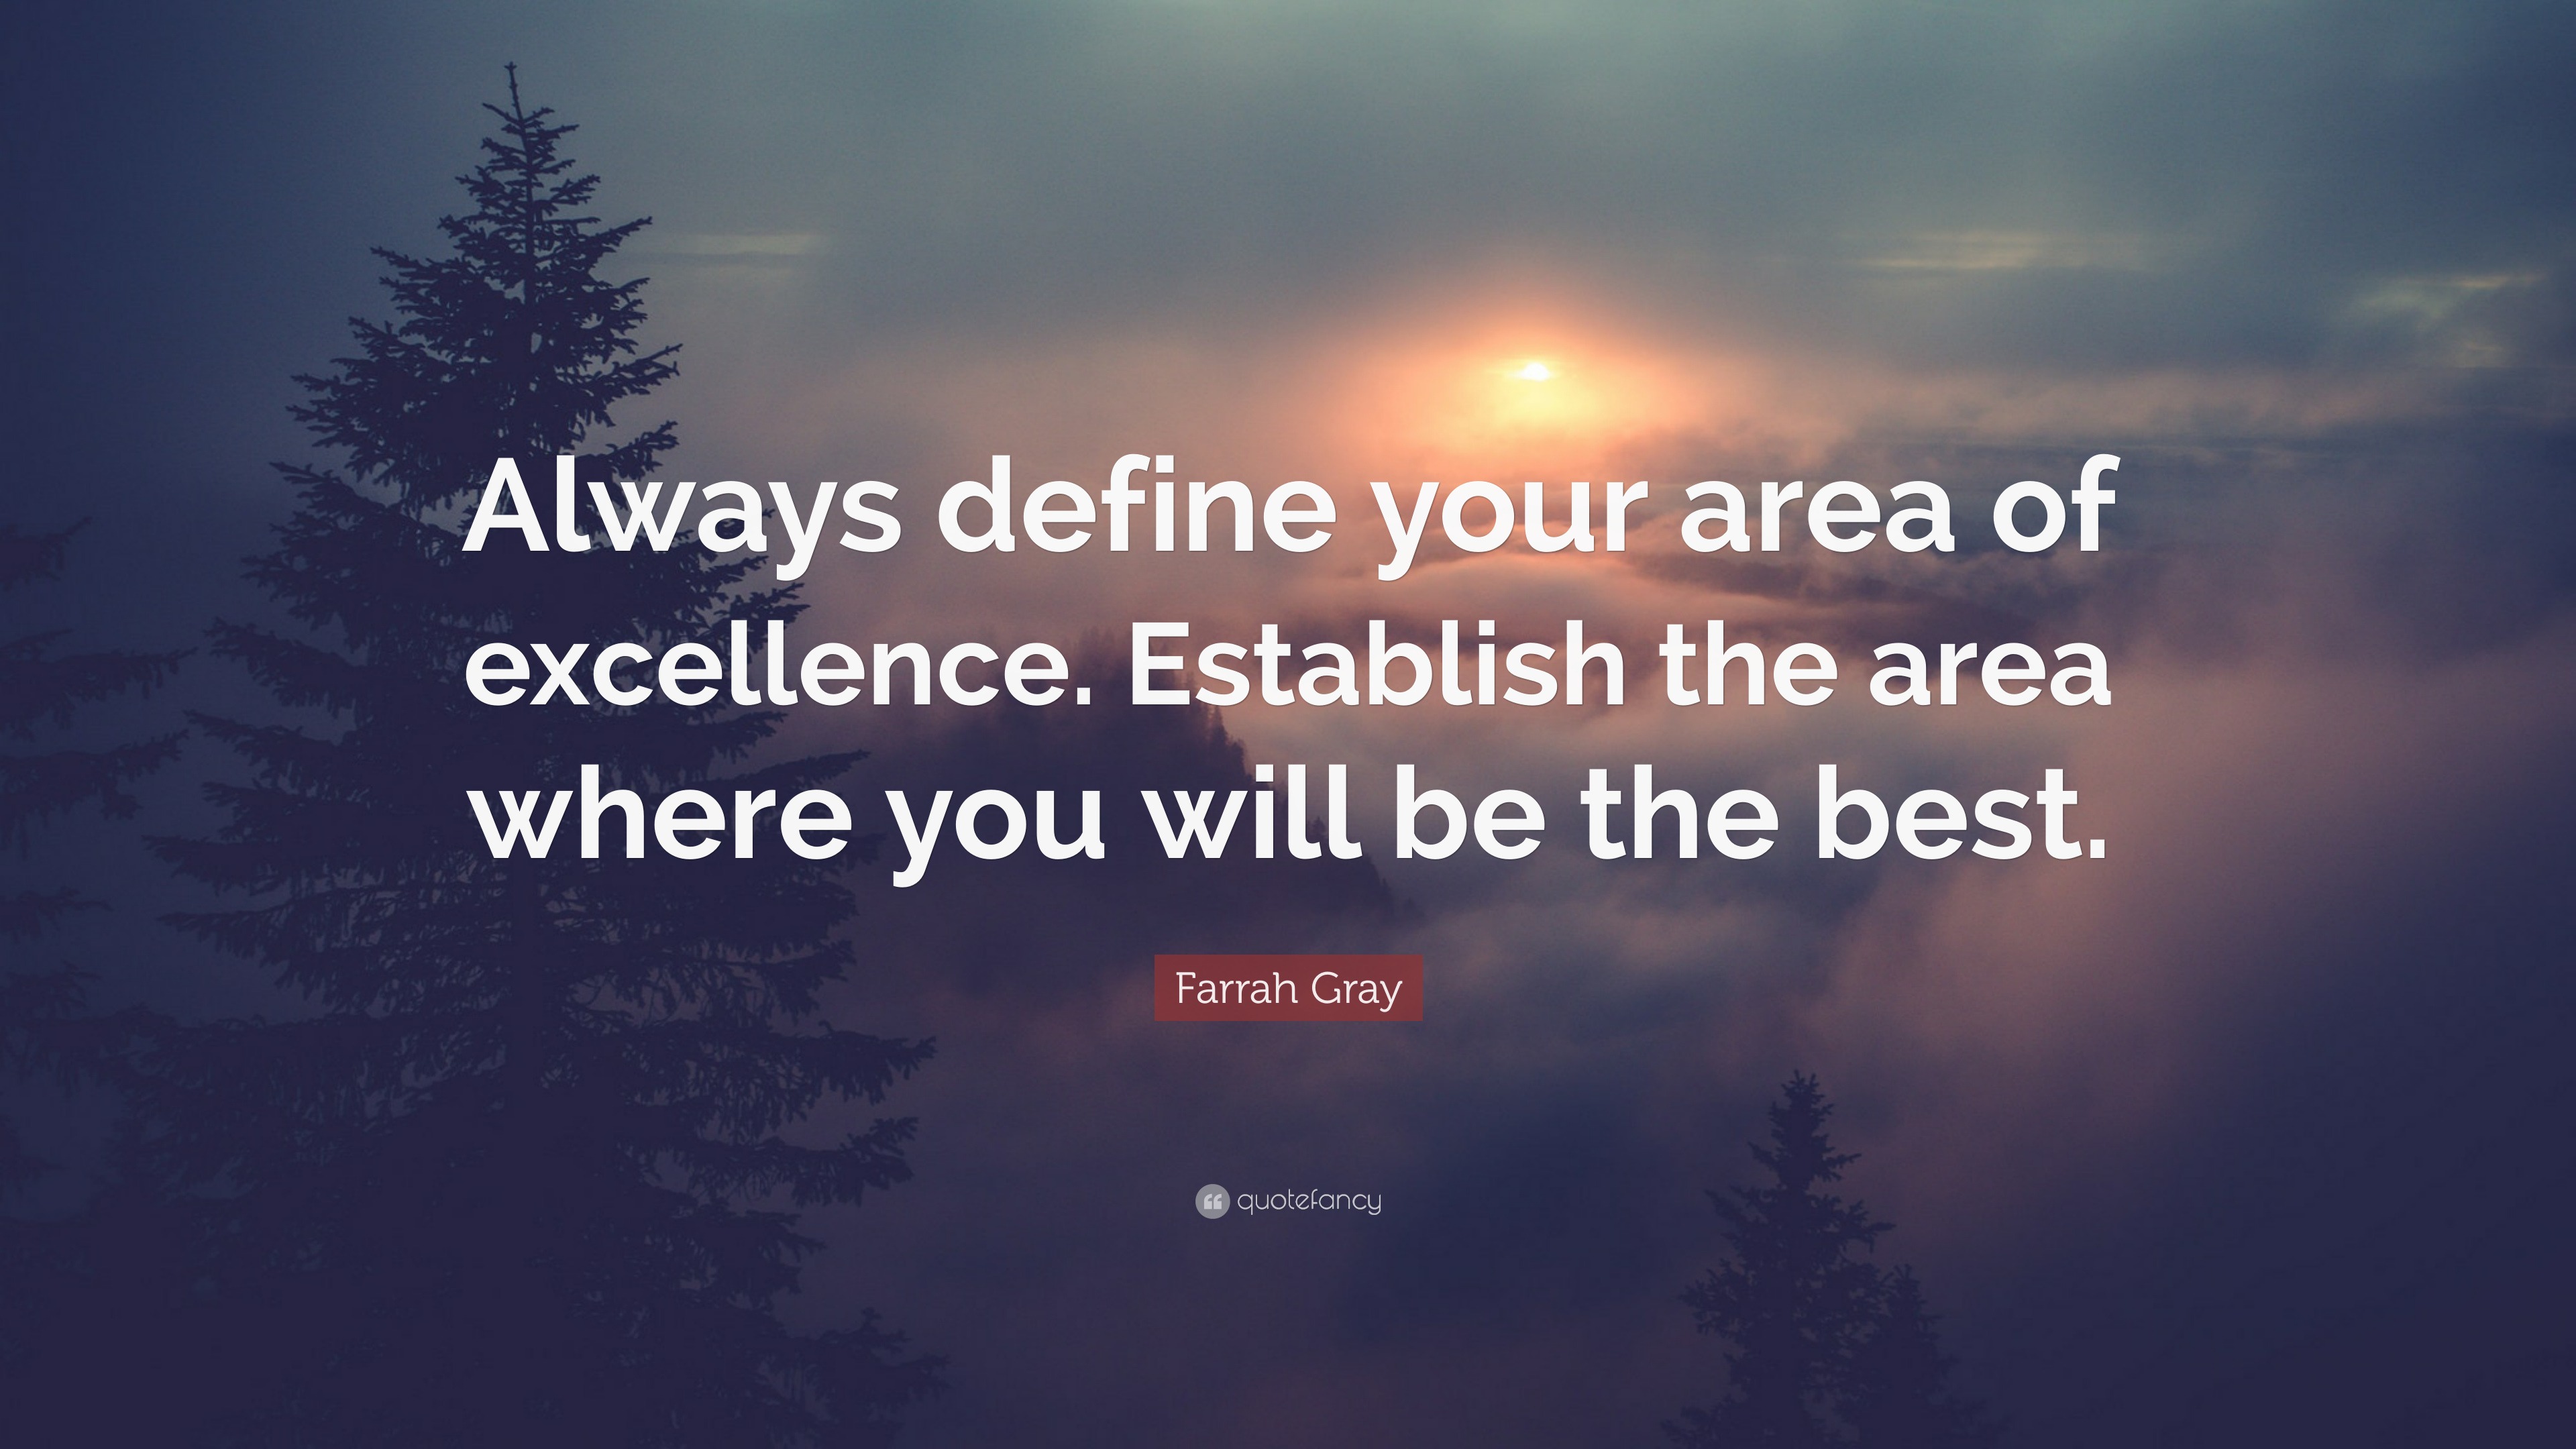 Always define your area of
excellence. Establish the area
where you will be the best.
Farrah Gray
quotefancy